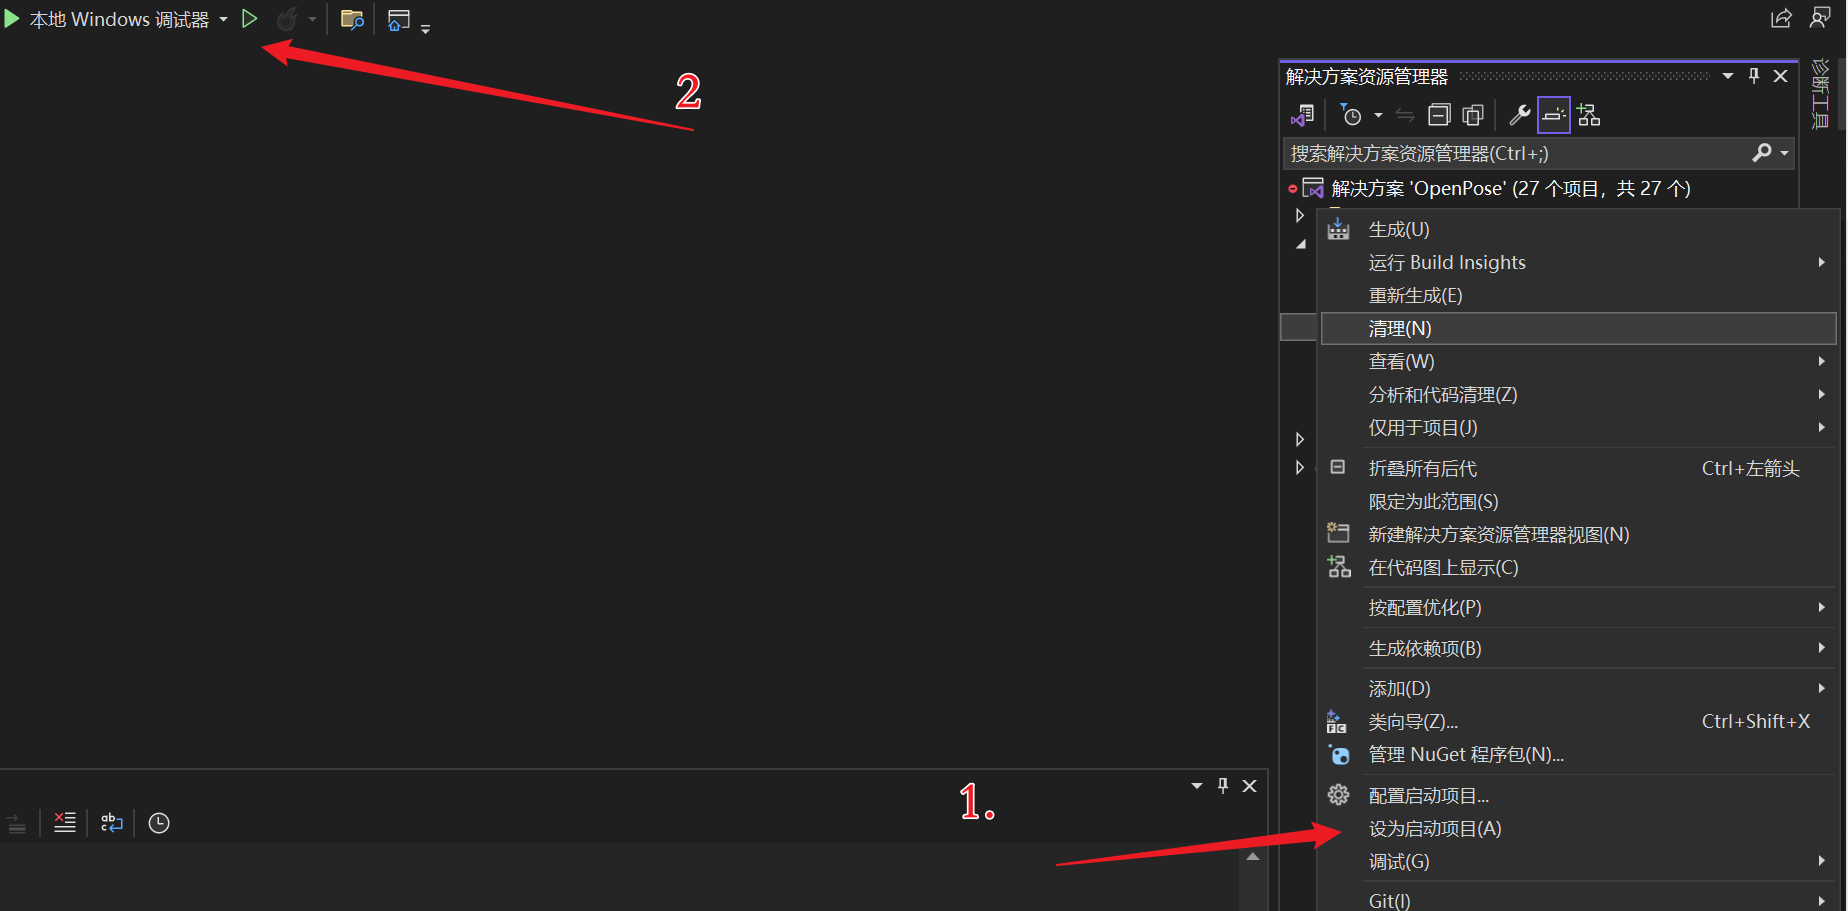 本地 Windows 调试器
2
解决方案资源管理器
诊断工具
搜索解决方案资源管理器(Ctrl+;)
解决方案 'OpenPose' (27 个项目，共 27 个)
生成(U)
运行 Build Insights
重新生成(E)
清理(N)
查看(W)
分析和代码清理(Z)
仅用于项目(J)
折叠所有后代 Ctrl+左箭头
限定为此范围(S)
新建解决方案资源管理器视图(N)
在代码图上显示(C)
按配置优化(P)
生成依赖项(B)
添加(D)
类向导(Z)... Ctrl+Shift+X
管理 NuGet 程序包(N)...
1.
配置启动项目...
设为启动项目(A)
调试(G)
Git(I)